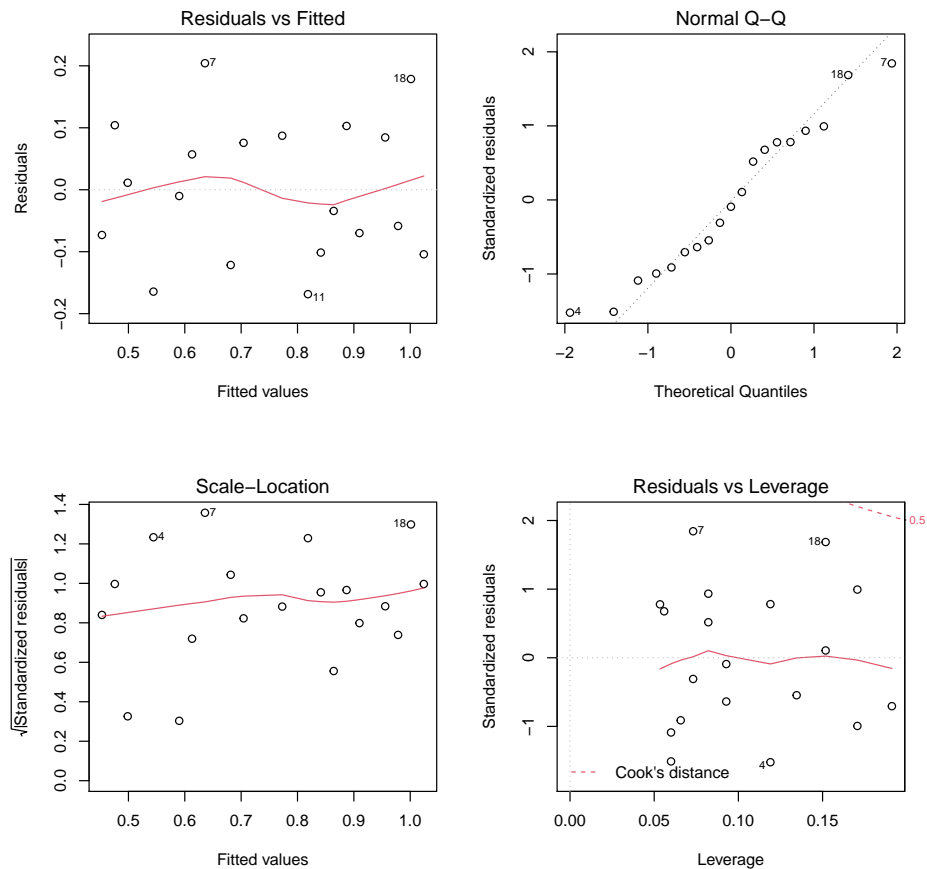 Residuals vs Fitted
Residuals
−0.2 −0.1 0.0 0.1 0.2
7
18
11
0.5 0.6 0.7 0.8 0.9 1.0
Fitted values
Normal Q−Q
Standardized residuals
−1 0 1 2
18
7
4
−2 −1 0 1 2
Theoretical Quantiles
Scale−Location
√|Standardized residuals|
0.0 0.2 0.4 0.6 0.8 1.0 1.2 1.4
7
4
18
0.5 0.6 0.7 0.8 0.9 1.0
Fitted values
Residuals vs Leverage
Standardized residuals
−1 0 1 2
7
18
0.5
4
Cook's distance
0.00 0.05 0.10 0.15
Leverage